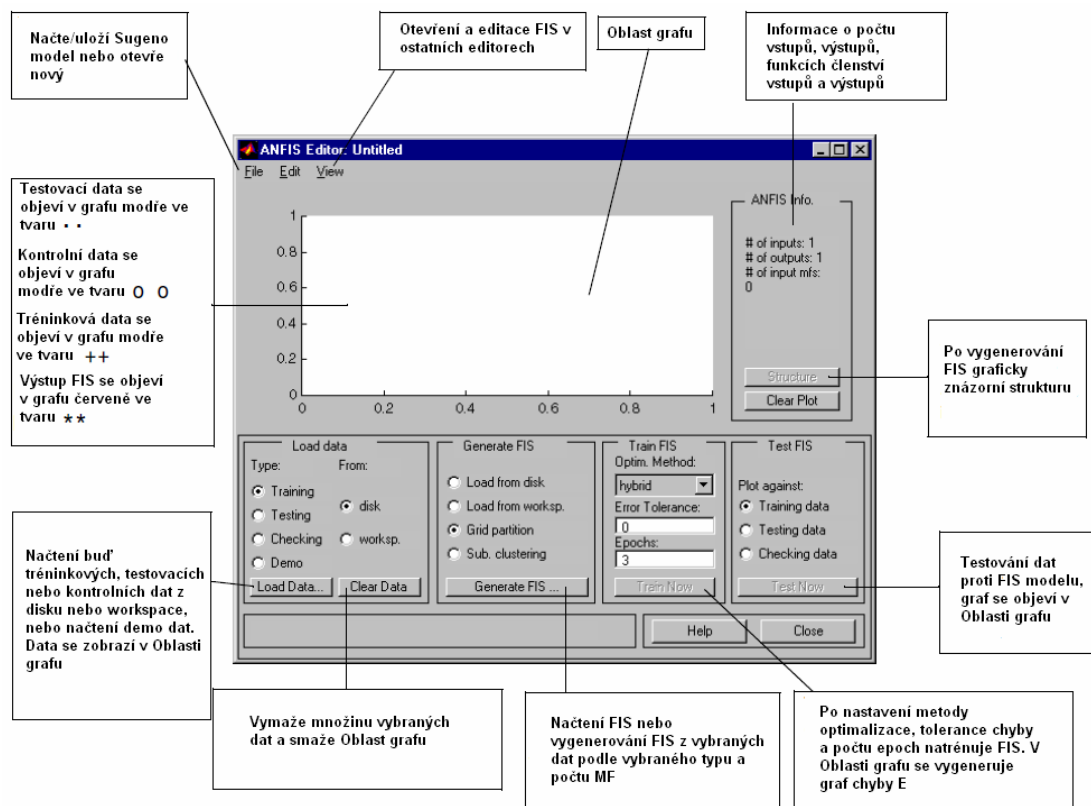 Načte/uloží Sugeno
model nebo otevře
nový
Otevření a editace FIS v
ostatních editorech
Oblast grafu
Informace o počtu
vstupů, výstupů,
funkcích členství
vstupů a výstupů
ANFIS Editor: Untitled
File Edit View
Testovací data se
objeví v grafu modře ve
tvaru · ·
Kontrolní data se
objeví v grafu
modře ve tvaru O O
Tréninková data se
objeví v grafu modře
ve tvaru ++
Výstup FIS se objeví
v grafu červeně ve
tvaru **
1
0.8
0.6
0.4
0.2
0
0 0.2 0.4 0.6 0.8 1
ANFIS Info.
# of inputs: 1
# of outputs: 1
# of input mfs:
0
Structure
Clear Plot
Po vygenerování
FIS graficky
znázorní strukturu
Load data
Type: From:
Training
Testing
Checking
Demo
disk
worksp.
Load Data... Clear Data
Generate FIS
Load from disk
Load from worksp.
Grid partition
Sub. clustering
Generate FIS ...
Train FIS
Optim. Method:
hybrid
Error Tolerance:
0
Epochs:
3
Train Now
Test FIS
Plot against:
Training data
Testing data
Checking data
Test Now
Help Close
Načtení buď
tréninkových, testovacích
nebo kontrolních dat z
disku nebo workspace,
nebo načtení demo dat.
Data se zobrazí v Oblasti
grafu
Testování dat
proti FIS modelu,
graf se objeví v
Oblasti grafu
Vymaže množinu vybraných
dat a smaže Oblast grafu
Načtení FIS nebo
vygenerování FIS z vybraných
dat podle vybraného typu a
počtu MF
Po nastavení metody
optimalizace, tolerance chyby
a počtu epoch natrénuje FIS. V
Oblasti grafu se vygeneruje
graf chyby E